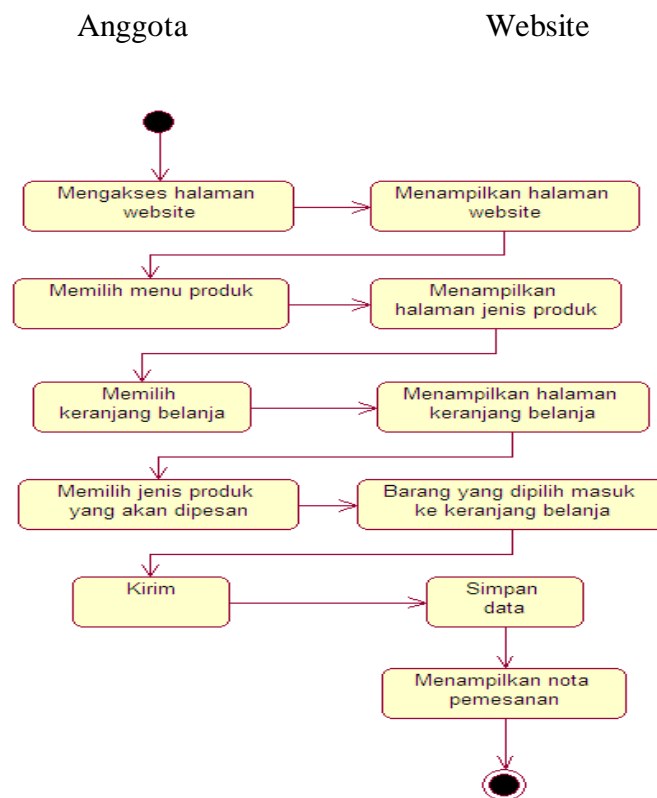 Anggota
Website
Mengakses halaman
website
Menampilkan halaman
website
Memilih menu produk
Menampilkan
halaman jenis produk
Memilih
keranjang belanja
Menampilkan halaman
keranjang belanja
Memilih jenis produk
yang akan dipesan
Barang yang dipilih masuk
ke keranjang belanja
Kirim
Simpan
data
Menampilkan nota
pemesanan